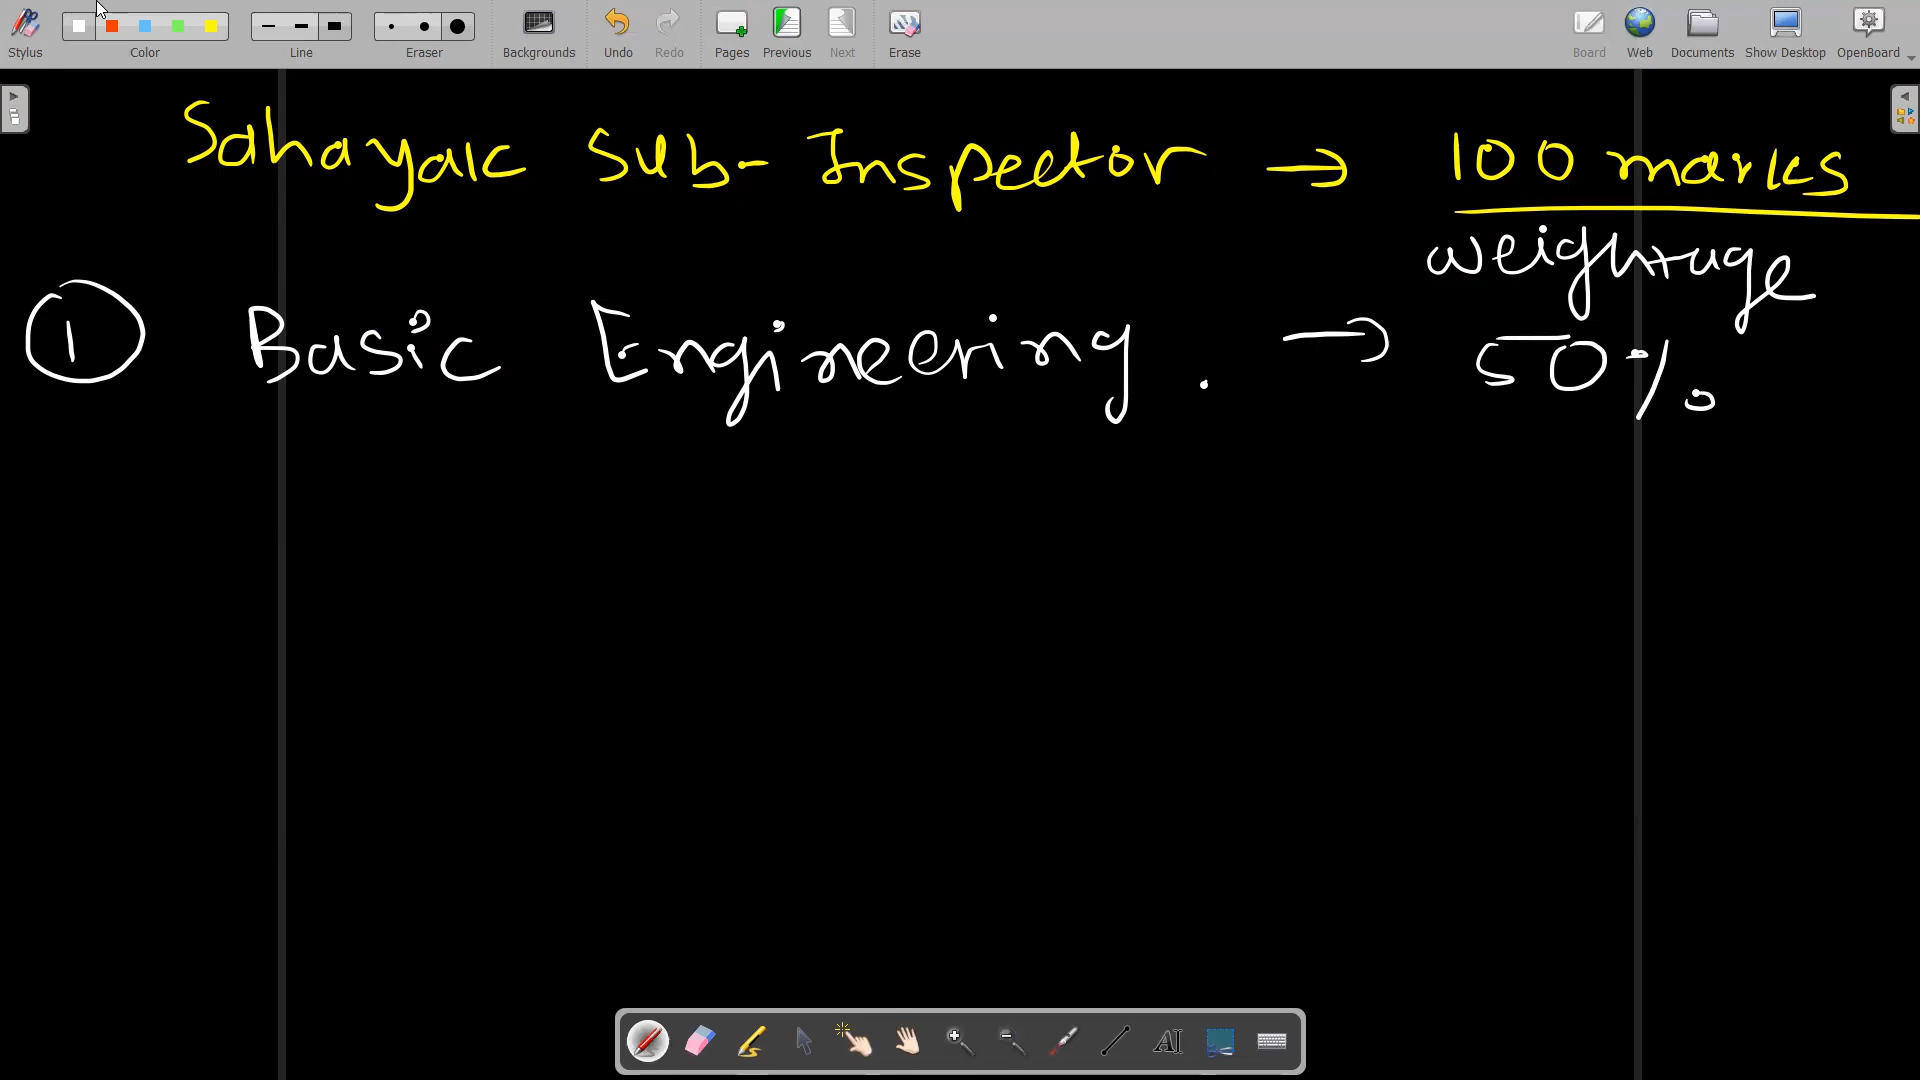 Stylus Color Line Eraser Backgrounds Undo Redo Pages Previous Next Erase Board Web Documents Show Desktop OpenBoard
Sahayak Sub-Inspector → 100 marks
weightage
① Basic Engineering. → 50%